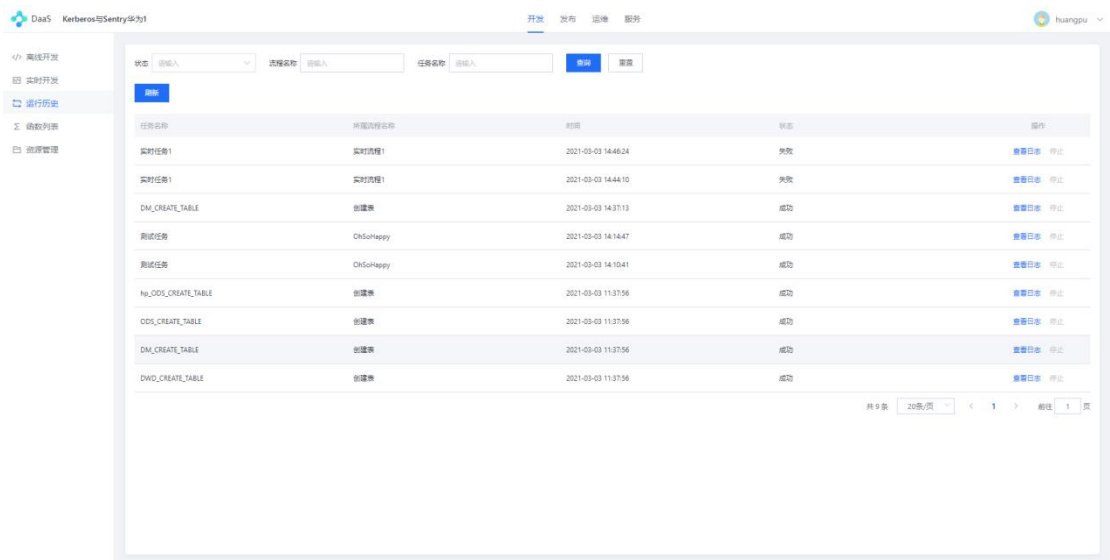 DaaS Kerberos与Sentry华为1 开发 发布 运维 服务 huangpu
离线开发
实时开发
运行历史
函数列表
资源管理
状态 请输入 流程名称 请输入 任务名称 请输入 查询 重置
刷新
任务名称 所属流程名称 时间 状态 操作
实时任务1 实时流程1 2021-03-03 14:46:24 失败 查看日志 停止
实时任务1 实时流程1 2021-03-03 14:44:10 失败 查看日志 停止
DM_CREATE_TABLE 创建表 2021-03-03 14:37:13 成功 查看日志 停止
测试任务 OhSoHappy 2021-03-03 14:14:47 成功 查看日志 停止
测试任务 OhSoHappy 2021-03-03 14:10:41 成功 查看日志 停止
hp_ODS_CREATE_TABLE 创建表 2021-03-03 11:37:56 成功 查看日志 停止
ODS_CREATE_TABLE 创建表 2021-03-03 11:37:56 成功 查看日志 停止
DM_CREATE_TABLE 创建表 2021-03-03 11:37:56 成功 查看日志 停止
DWD_CREATE_TABLE 创建表 2021-03-03 11:37:56 成功 查看日志 停止
共 9 条 20条/页 < 1 > 前往 1 页